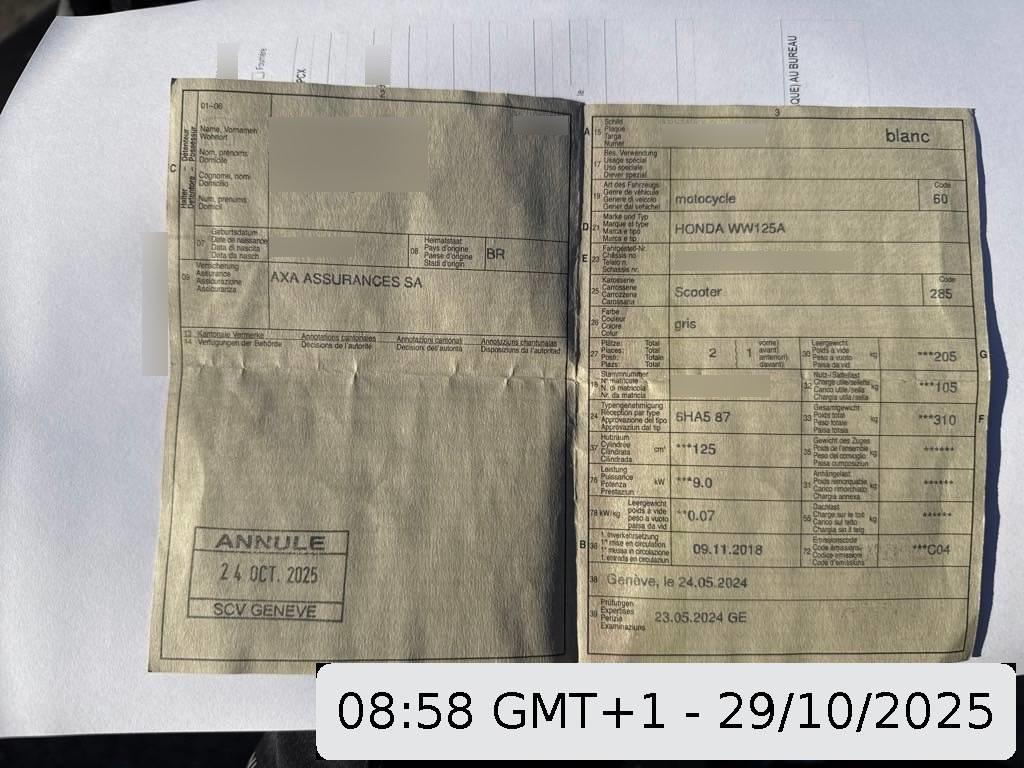 Fourrière
PCX
QUE) AU BUREAU
01-06
C
Halter - Détenteur
Detentore - Possessur
Name, Vornamen
Wohnort
Nom, prénoms
Domicile
Cognome, nomi
Domicilio
Num, prenums
Domicil
07
Geburtsdatum
Date de naissance
Data di nascita
Data da nasch.
08
Heimatstaat
Pays d'origine
Paese d'origine
Stadi d'origin
BR
09
Versicherung
Assurance
Assicurazione
Assicuranza
AXA ASSURANCES SA
13 Kantonale Vermerke
14 Verfügungen der Behörde
Annotations cantonales
Décisions de l'autorité
Annotazioni cantonali
Decisioni dell'autorità
Annotaziuns chantunalas
Disposiziuns da l'autoritad
ANNULE
24 OCT. 2025
SCV GENEVE
3
A 15
Schild
Plaque
Targa
Numer
blanc
17
Bes. Verwendung
Usage spécial
Uso speciale
Diever spezial
19
Art des Fahrzeugs
Genre de véhicule
Genere di veicolo
Gener dal vehichel
motocycle
Code
60
D 21
Marke und Typ
Marque et type
Marca e tipo
Marca e tip
HONDA WW125A
E 23
Fahrgestell-Nr.
Châssis no
Telaio n.
Schassis nr.
25
Karosserie
Carrosserie
Carrozzeria
Carossaria
Scooter
Code
285
26
Farbe
Couleur
Colore
Colur
gris
27
Plätze: Total
Places: Total
Posti: Totale
Plazs: Total
2
1
vorne)
avant)
anteriori)
davant)
30
Leergewicht
Poids à vide
Peso a vuoto
Paisa da vid
kg
***205
G
18
Stammnummer
N° matricule
N. di matricola
Nr. da matricla
32
Nutz-/Sattellast
Charge utile/sellette
Carico utile/sella
Chargia utila/sella
kg
***105
24
Typengenehmigung
Réception par type
Approvazione del tipo
Approvaziun dal tip
6HA5 87
33
Gesamtgewicht
Poids total
Peso totale
Paisa totala
kg
***310
F
37
Hubraum
Cylindrée
Cilindrata
Cilindrada
cm³
***125
35
Gewicht des Zuges
Poids de l'ensemble
Peso del convoglio
Paisa cumposiziun
kg
******
76
Leistung
Puissance
Potenza
Prestaziun
kW
***9.0
31
Anhängelast
Poids remorquable
Carico rimorchiato
Chargia annexa
kg
******
78 kW/kg
Leergewicht
poids à vide
peso a vuoto
paisa da vid
**0.07
55
Dachlast
Charge sur le toit
Carico sul tetto
Chargia sin il tetg
kg
******
B 36
1. Inverkehrsetzung
1re mise en circulation
1a messa in circolazione
1. entrada en circulaziun
09.11.2018
72
Emissionscode
Code émissions
Codice emissioni
Code d'emissiuns
***C04
38
Genève, le 24.05.2024
39
Prüfungen
Expertises
Perizia
Examinaziuns
23.05.2024 GE
08:58 GMT+1 - 29/10/2025